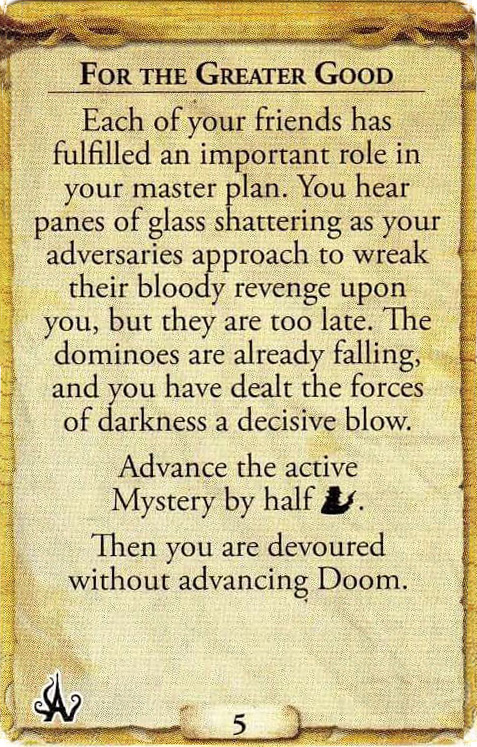 FOR THE GREATER GOOD
Each of your friends has
fulfilled an important role in
your master plan. You hear
panes of glass shattering as your
adversaries approach to wreak
their bloody revenge upon
you, but they are too late. The
dominoes are already falling,
and you have dealt the forces
of darkness a decisive blow.
Advance the active
Mystery by half .
Then you are devoured
without advancing Doom.
5